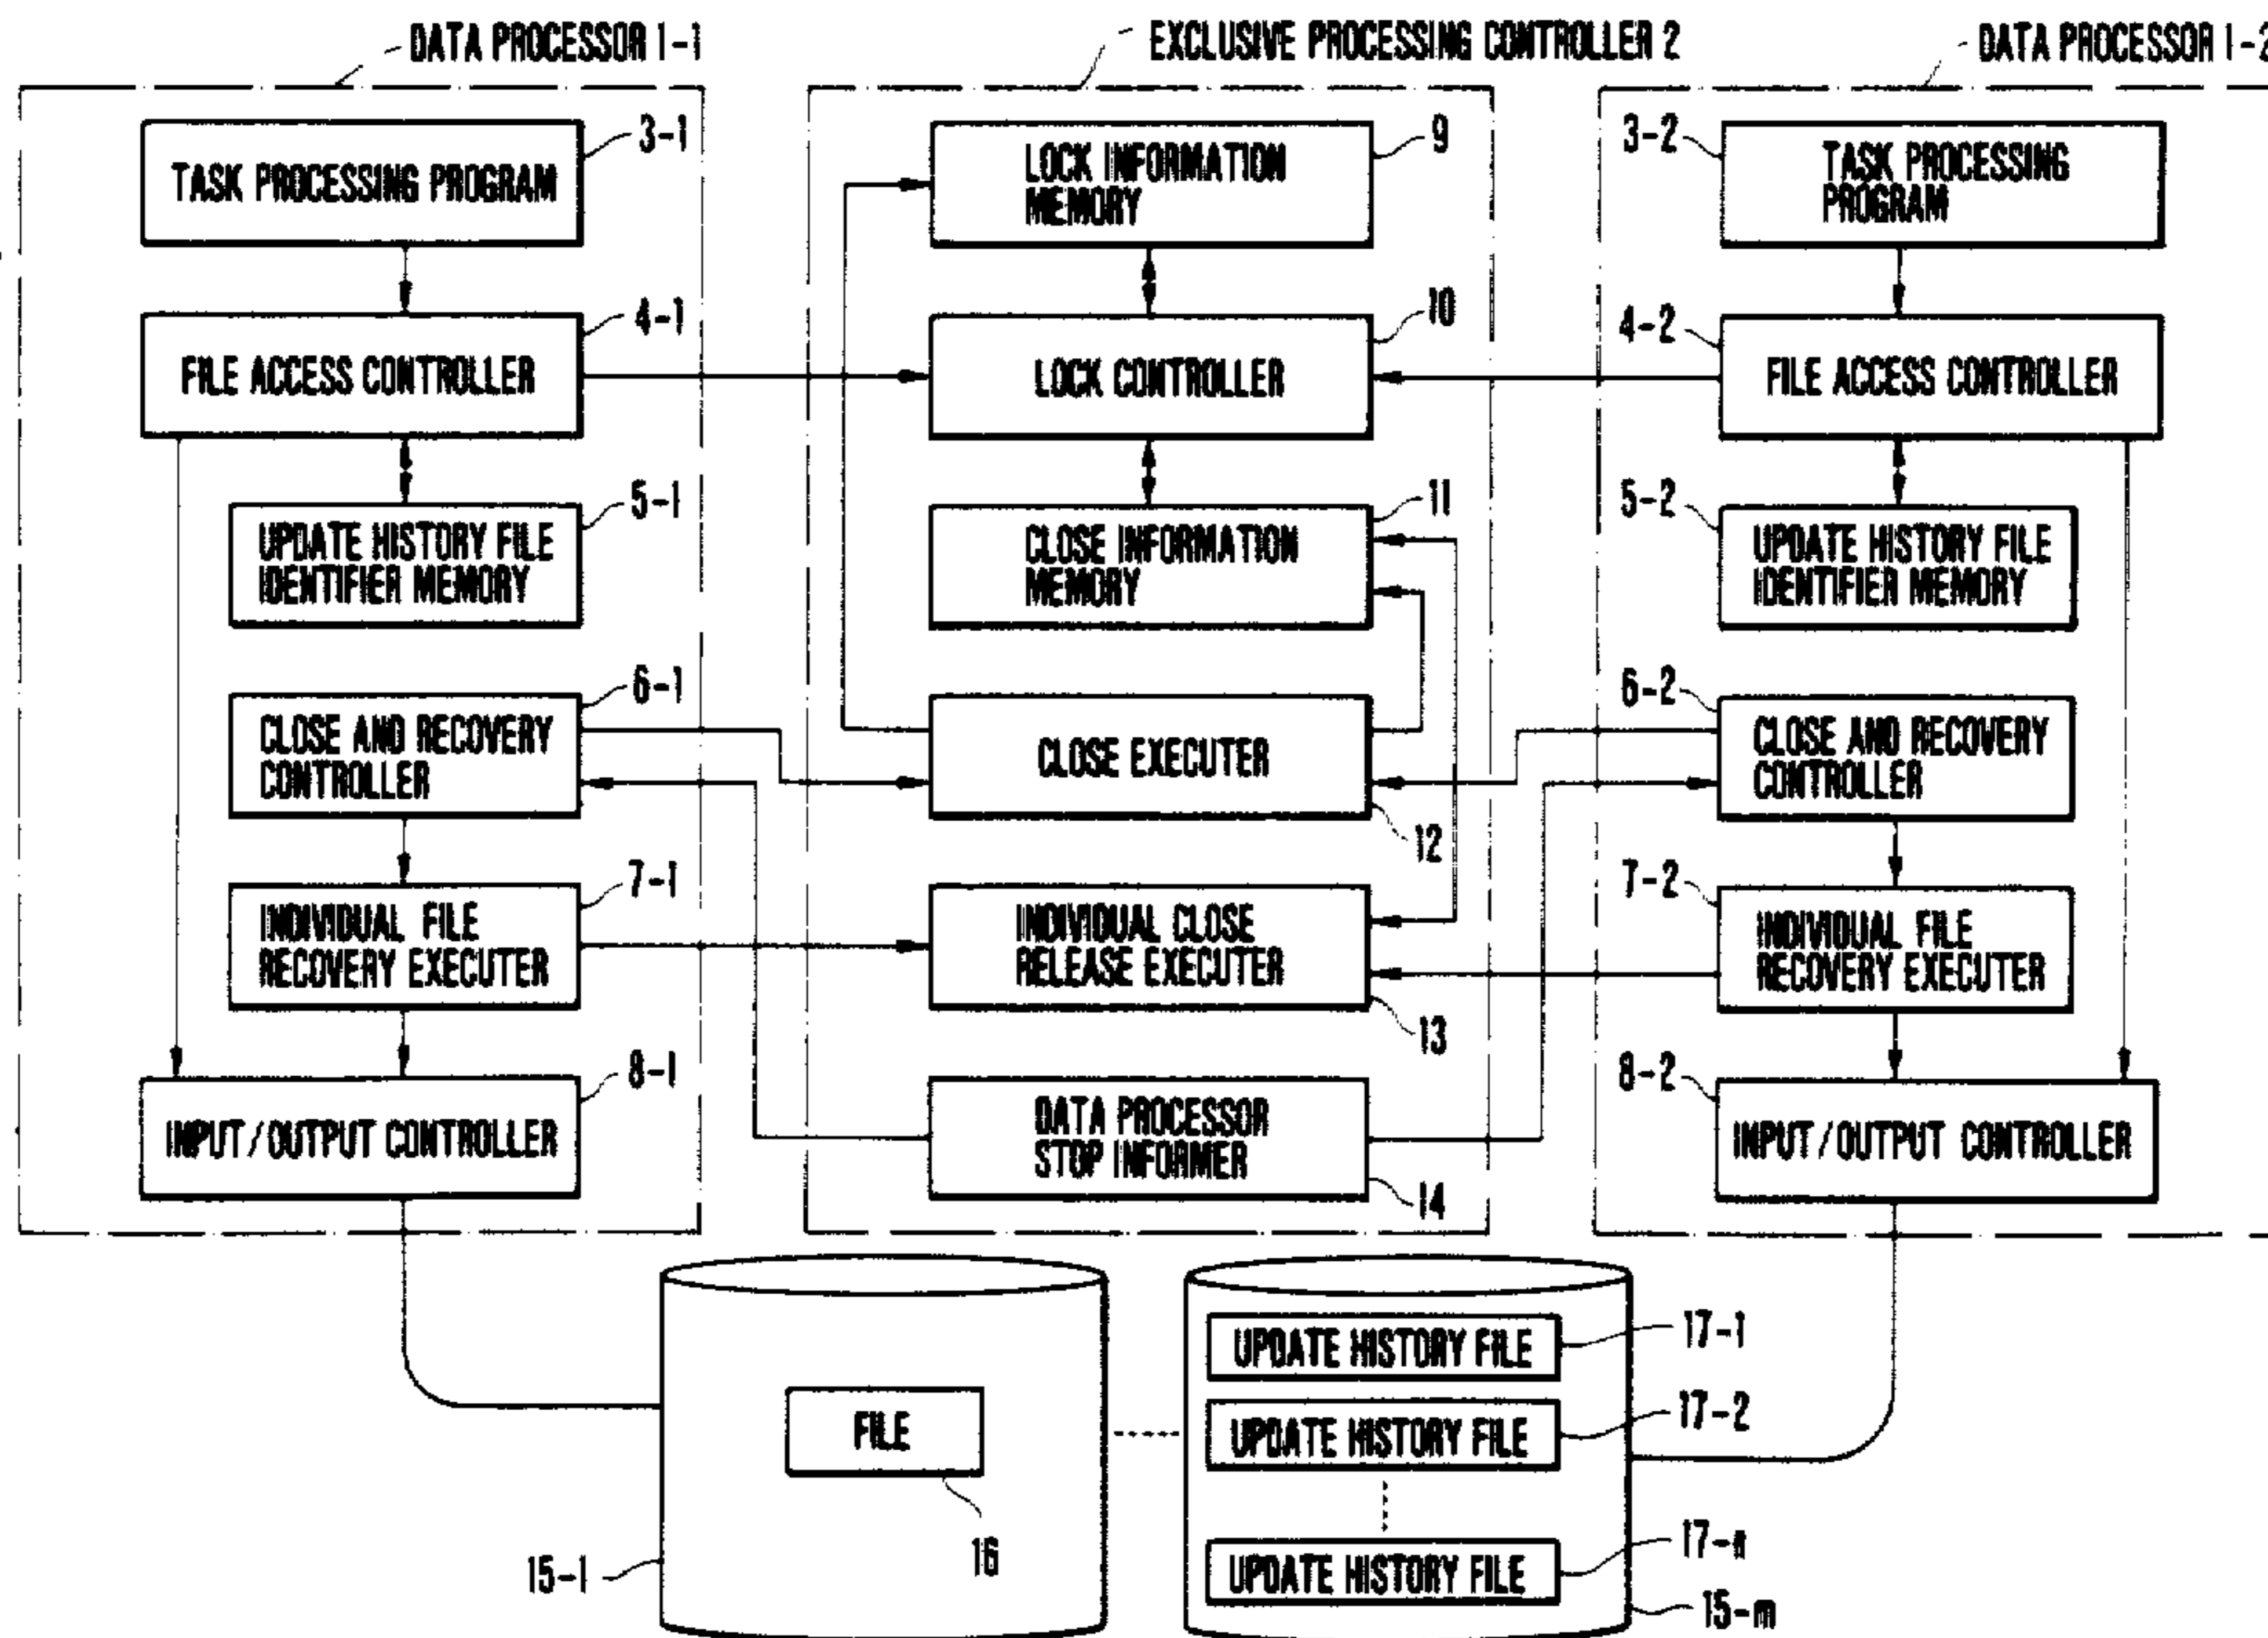 DATA PROCESSOR 1-1
EXCLUSIVE PROCESSING CONTROLLER 2
DATA PROCESSOR 1-2
TASK PROCESSING PROGRAM
3-1
FILE ACCESS CONTROLLER
4-1
UPDATE HISTORY FILE
IDENTIFIER MEMORY
5-1
CLOSE AND RECOVERY
CONTROLLER
6-1
INDIVIDUAL FILE
RECOVERY EXECUTER
7-1
INPUT/OUTPUT CONTROLLER
8-1
LOCK INFORMATION
MEMORY
9
LOCK CONTROLLER
10
CLOSE INFORMATION
MEMORY
11
CLOSE EXECUTER
12
INDIVIDUAL CLOSE
RELEASE EXECUTER
13
DATA PROCESSOR
STOP INFORMER
14
3-2
TASK PROCESSING
PROGRAM
4-2
FILE ACCESS CONTROLLER
5-2
UPDATE HISTORY FILE
IDENTIFIER MEMORY
6-2
CLOSE AND RECOVERY
CONTROLLER
7-2
INDIVIDUAL FILE
RECOVERY EXECUTER
8-2
INPUT/OUTPUT CONTROLLER
FILE
16
15-1
UPDATE HISTORY FILE
17-1
UPDATE HISTORY FILE
17-2
UPDATE HISTORY FILE
17-n
15-m